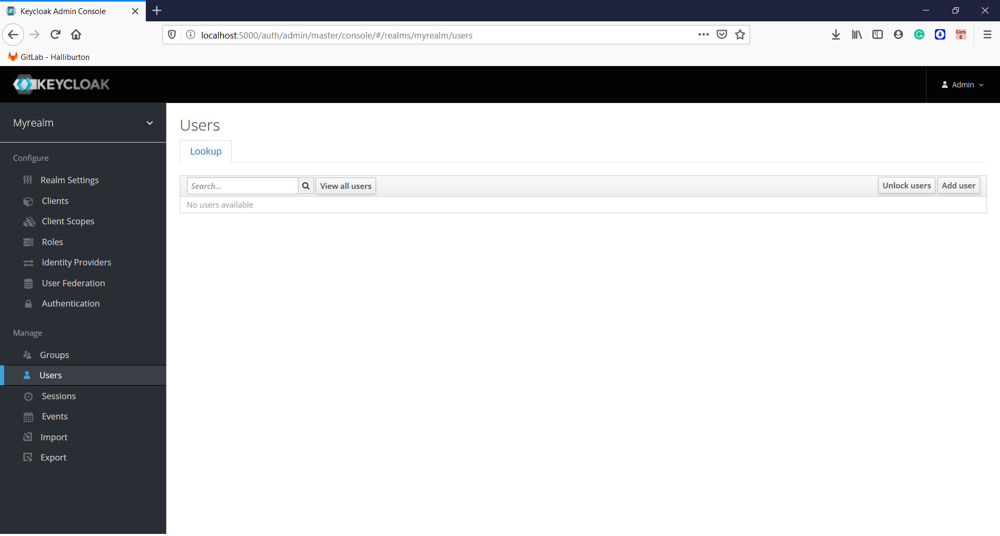 Keycloak Admin Console
localhost:5000/auth/admin/master/console/#/realms/myrealm/users
Cors
E
GitLab - Halliburton
KEYCLOAK
Admin
Myrealm
Configure
Realm Settings
Clients
Client Scopes
Roles
Identity Providers
User Federation
Authentication
Manage
Groups
Users
Sessions
Events
Import
Export
Users
Lookup
Search...
View all users
Unlock users
Add user
No users available